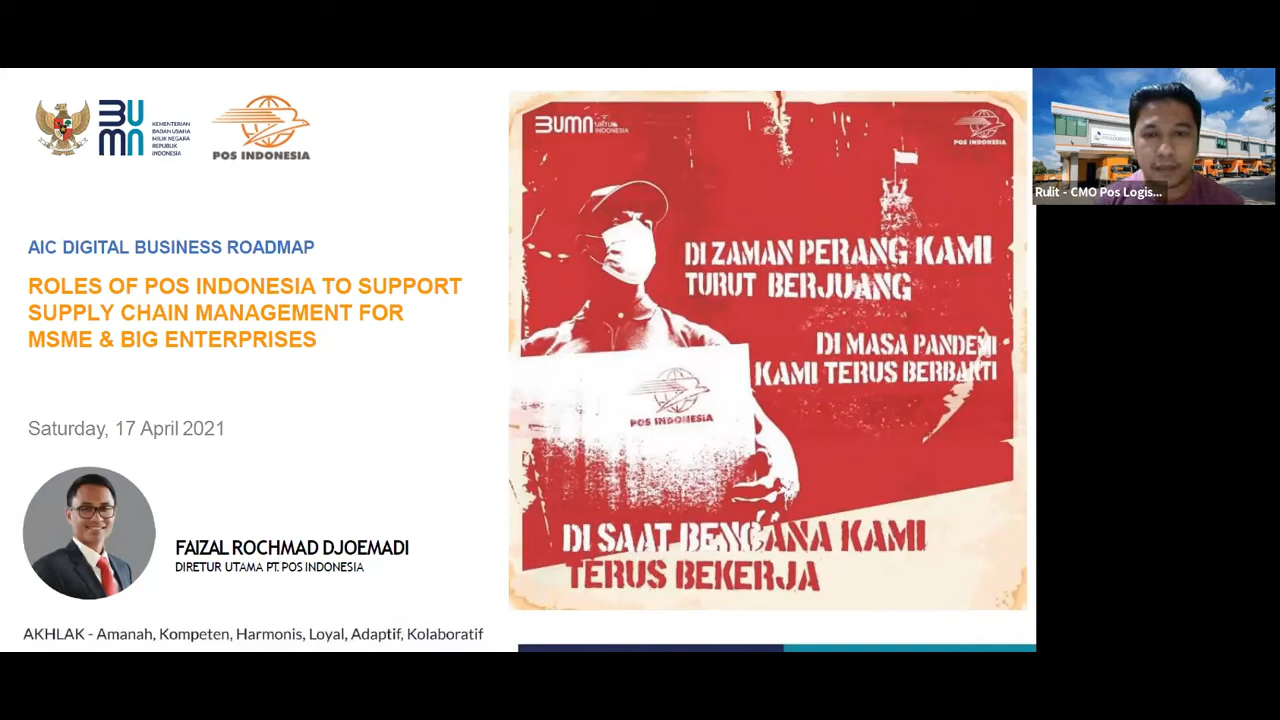 BUMN
KEMENTERIAN
BADAN USAHA
MILIK NEGARA
REPUBLIK
INDONESIA
POS INDONESIA
AIC DIGITAL BUSINESS ROADMAP
ROLES OF POS INDONESIA TO SUPPORT
SUPPLY CHAIN MANAGEMENT FOR
MSME & BIG ENTERPRISES
Saturday, 17 April 2021
FAIZAL ROCHMAD DJOEMADI
DIRETUR UTAMA PT. POS INDONESIA
AKHLAK - Amanah, Kompeten, Harmonis, Loyal, Adaptif, Kolaboratif
BUMN UNTUK
INDONESIA
POS INDONESIA
DI ZAMAN PERANG KAMI
TURUT BERJUANG
DI MASA PANDEMI
KAMI TERUS BERBAKTI
POS INDONESIA
DI SAAT BENCANA KAMI
TERUS BEKERJA
Rulit - CMO Pos Logis...